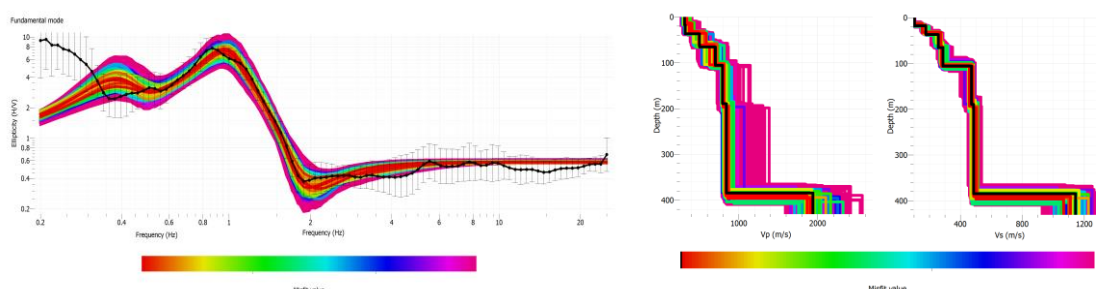 Fundamental mode
Ellipticity (H/V)
10
8
6
4
2
1
0.8
0.6
0.4
0.2
0.2 0.4 0.6 0.8 1 2 4 6 8 10 20
Frequency (Hz) Frequency (Hz)
Depth (m)
0
100
200
300
400
1000 2000
Vp (m/s)
Depth (m)
0
100
200
300
400
400 800 1200
Vs (m/s)
Misfit value